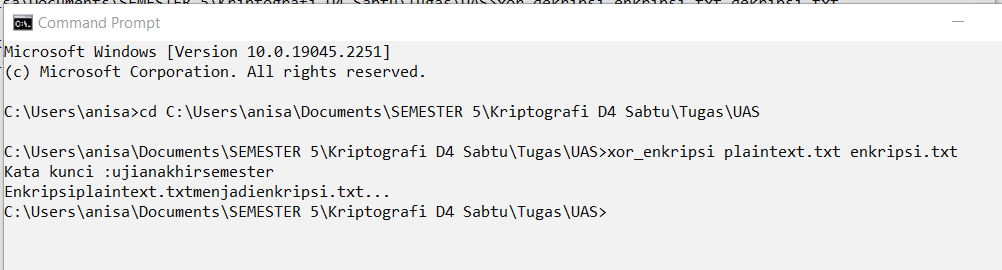 sa\Documents\SEMESTER 5\Kriptografi D4 Sabtu\Tugas\UAS>xor_dekripsi enkripsi.txt dekripsi.txt
Command Prompt
Microsoft Windows [Version 10.0.19045.2251]
(c) Microsoft Corporation. All rights reserved.
C:\Users\anisa>cd C:\Users\anisa\Documents\SEMESTER 5\Kriptografi D4 Sabtu\Tugas\UAS
C:\Users\anisa\Documents\SEMESTER 5\Kriptografi D4 Sabtu\Tugas\UAS>xor_enkripsi plaintext.txt enkripsi.txt
Kata kunci :ujianakhirsemester
Enkripsiplaintext.txtmenjadienkripsi.txt...
C:\Users\anisa\Documents\SEMESTER 5\Kriptografi D4 Sabtu\Tugas\UAS>